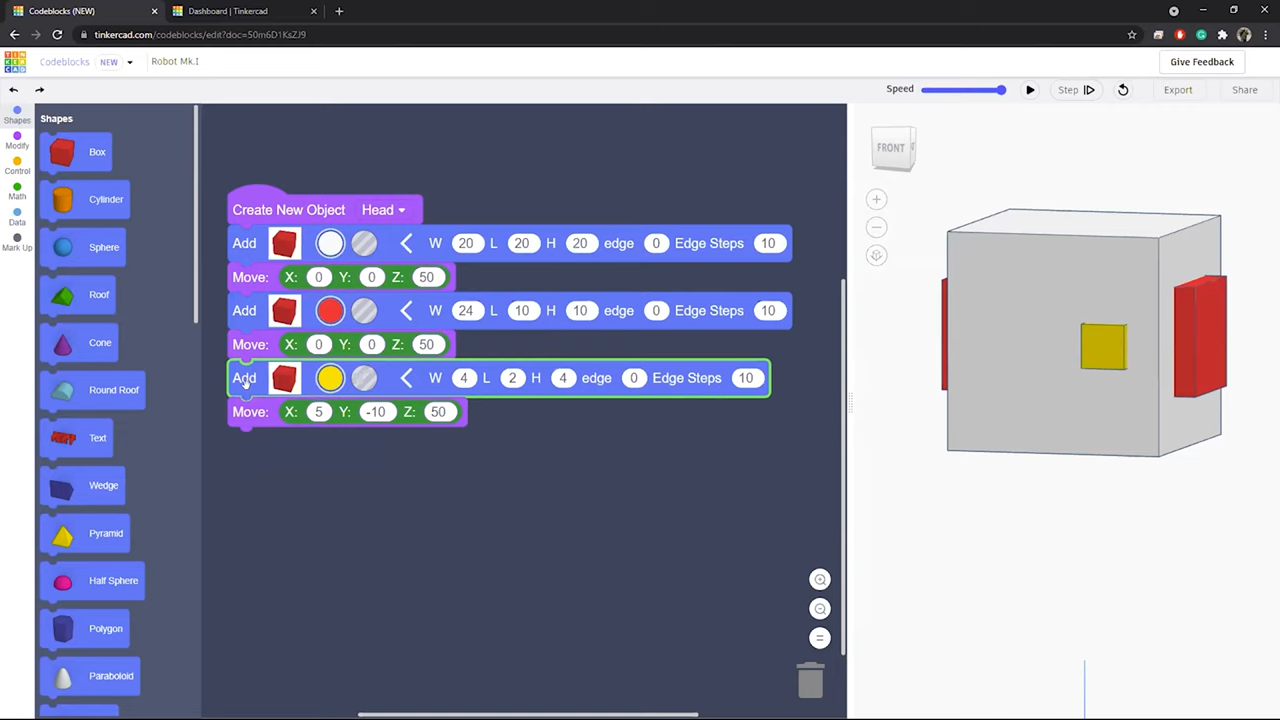 Codeblocks (NEW)
Dashboard | Tinkercad
tinkercad.com/codeblocks/edit?doc=50m6D1KsZJ9
TIN
KER
CAD
Codeblocks NEW Robot Mk.I
Give Feedback
Speed
Step
Export
Share
Shapes
Modify
Control
Math
Data
Mark Up
Shapes
Box
Cylinder
Sphere
Roof
Cone
Round Roof
Text
Wedge
Pyramid
Half Sphere
Polygon
Paraboloid
Create New Object Head
Add W 20 L 20 H 20 edge 0 Edge Steps 10
Move: X: 0 Y: 0 Z: 50
Add W 24 L 10 H 10 edge 0 Edge Steps 10
Move: X: 0 Y: 0 Z: 50
Add W 4 L 2 H 4 edge 0 Edge Steps 10
Move: X: 5 Y: -10 Z: 50
FRONT